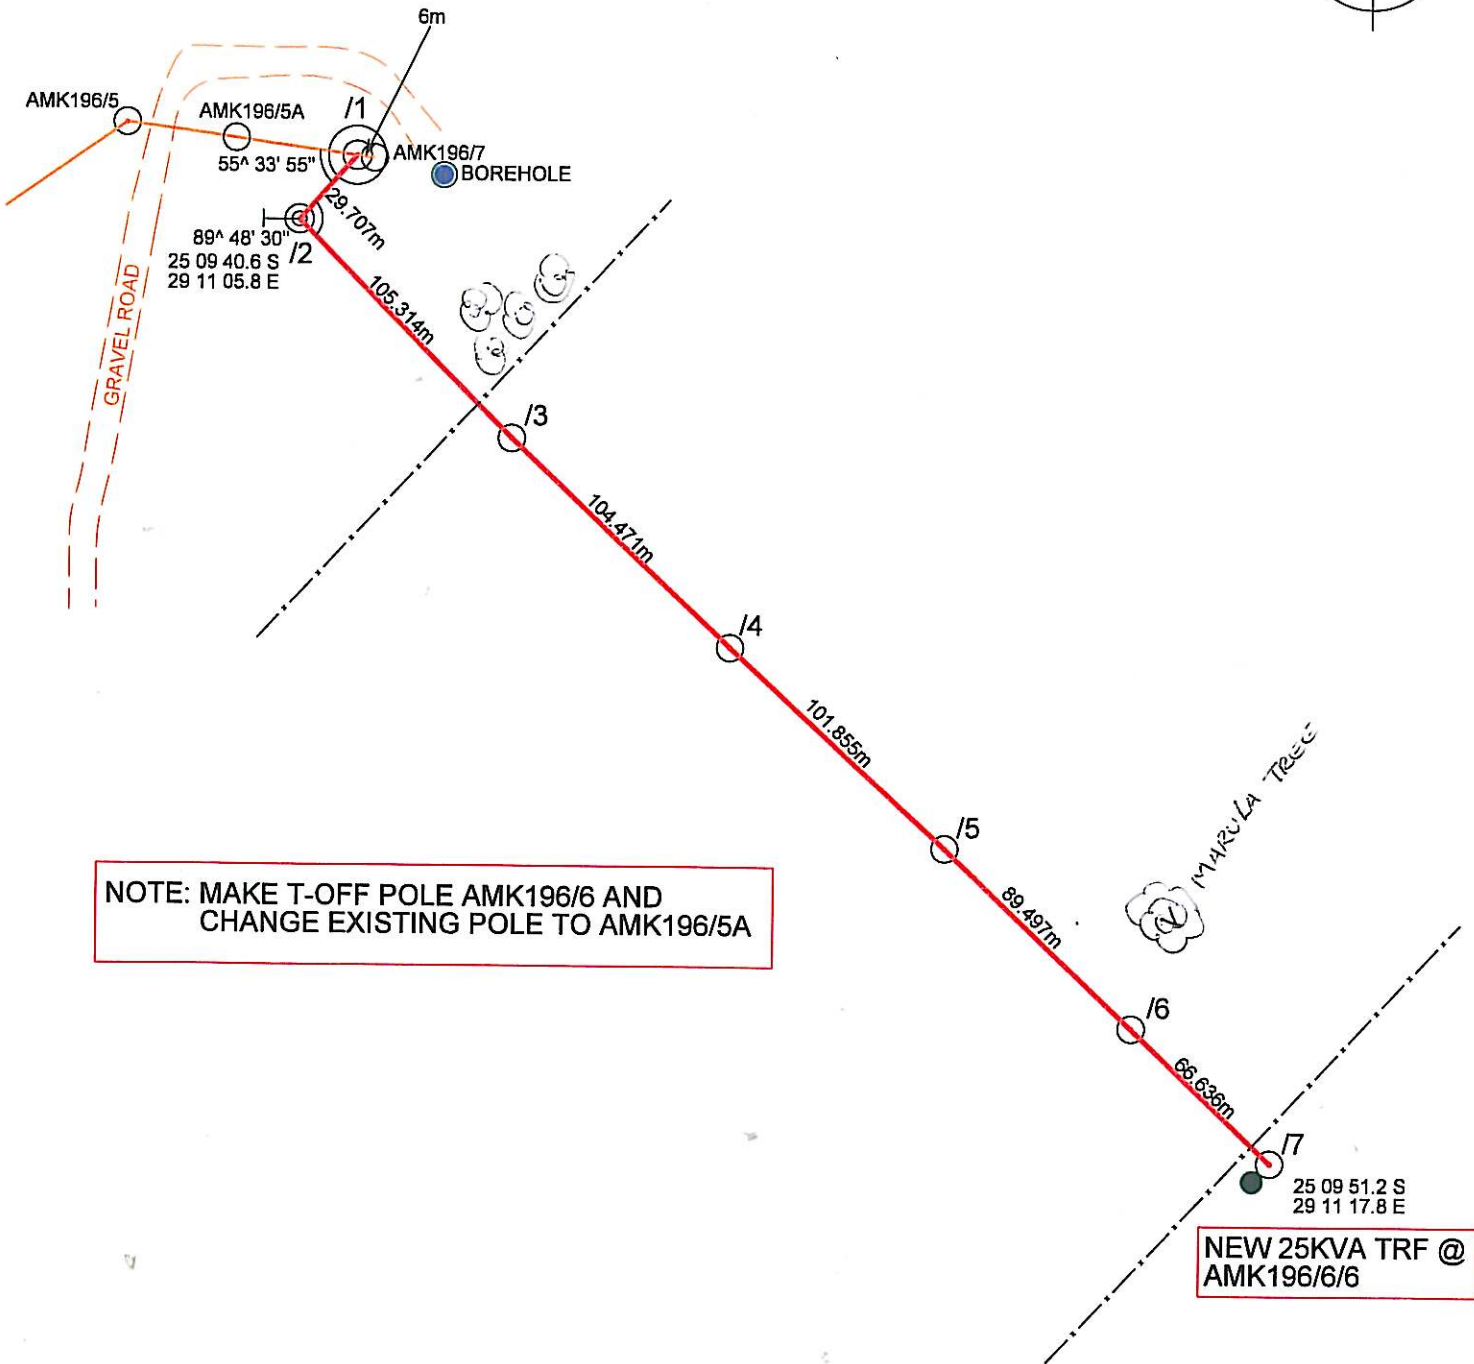 6m
AMK196/5
AMK196/5A
/1
AMK196/7
55^ 33' 55"
BOREHOLE
29.707m
89^ 48' 30"
/2
25 09 40.6 S
29 11 05.8 E
GRAVEL ROAD
105.314m
/3
104.471m
/4
101.855m
/5
MARULA TREE
89.497m
NOTE: MAKE T-OFF POLE AMK196/6 AND
CHANGE EXISTING POLE TO AMK196/5A
/6
66.636m
/7
25 09 51.2 S
29 11 17.8 E
NEW 25KVA TRF @
AMK196/6/6